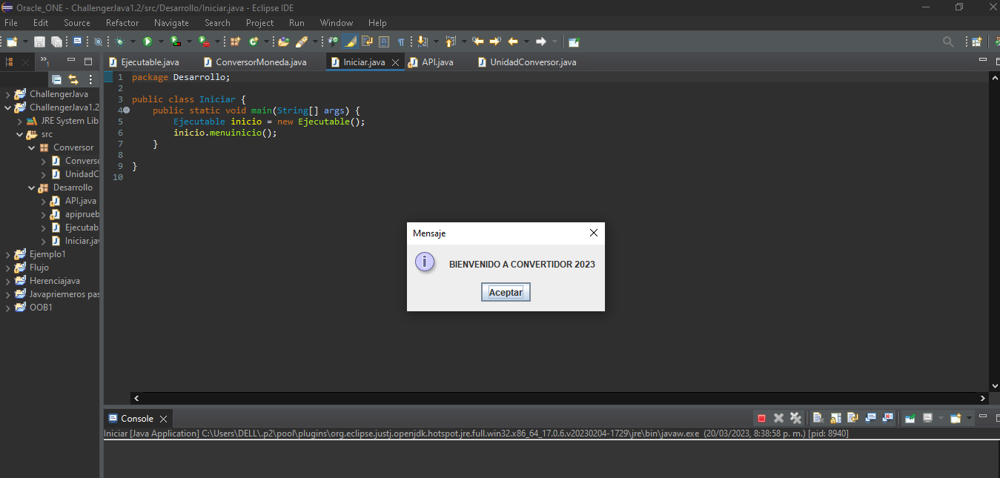 Oracle_ONE - ChallengerJava1.2/src/Desarrollo/Iniciar.java - Eclipse IDE
File Edit Source Refactor Navigate Search Project Run Window Help
Ejecutable.java ConversorMoneda.java Iniciar.java API.java UnidadConversor.java
ChallengerJava
ChallengerJava1.2
JRE System Lib
src
Conversor
Converso
UnidadC
Desarrollo
API.java
apiprueb
Ejecutab
Iniciar.jav
Ejemplo1
Flujo
Herenciajava
Javapriemeros pas
OOB1
1 package Desarrollo;
2
3 public class Iniciar {
4 public static void main(String[] args) {
5 Ejecutable inicio = new Ejecutable();
6 inicio.menuinicio();
7 }
8
9 }
10
Mensaje
BIENVENIDO A CONVERTIDOR 2023
Aceptar
Console
Iniciar [Java Application] C:\Users\DELL\.p2\pool\plugins\org.eclipse.justj.openjdk.hotspot.jre.full.win32.x86_64_17.0.6.v20230204-1729\jre\bin\javaw.exe (20/03/2023, 8:38:58 p. m.) [pid: 8940]